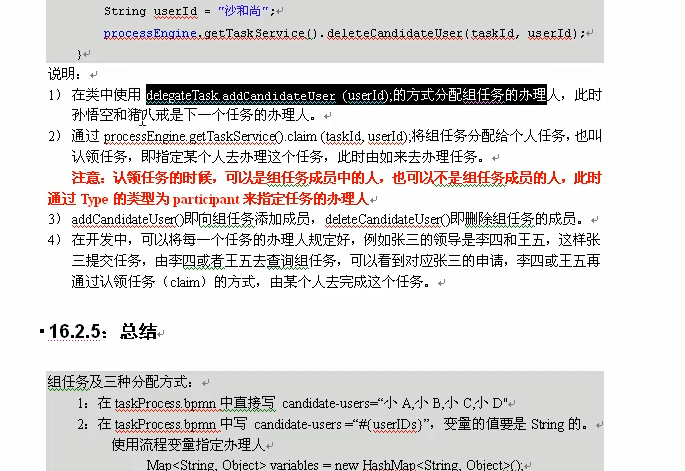 String userId = "沙和尚";
processEngine.getTaskService().deleteCandidateUser(taskId, userId);
}
说明：
1） 在类中使用 delegateTask.addCandidateUser (userId);的方式分配组任务的办理人，此时
孙悟空和猪八戒是下一个任务的办理人。
2） 通过 processEngine.getTaskService().claim (taskId, userId);将组任务分配给个人任务，也叫
认领任务，即指定某个人去办理这个任务，此时由如来去办理任务。
注意：认领任务的时候，可以是组任务成员中的人，也可以不是组任务成员的人，此时
通过 Type 的类型为 participant 来指定任务的办理人
3） addCandidateUser()即向组任务添加成员，deleteCandidateUser()即删除组任务的成员。
4） 在开发中，可以将每一个任务的办理人规定好，例如张三的领导是李四和王五，这样张
三提交任务，由李四或者王五去查询组任务，可以看到对应张三的申请，李四或王五再
通过认领任务（claim）的方式，由某个人去完成这个任务。
16.2.5：总结
组任务及三种分配方式：
1：在 taskProcess.bpmn 中直接写 candidate-users=“小 A,小 B,小 C,小 D"
2：在 taskProcess.bpmn 中写 candidate-users =“#{userIDs}”，变量的值要是 String 的。
使用流程变量指定办理人
Map<String, Object> variables = new HashMap<String, Object>();